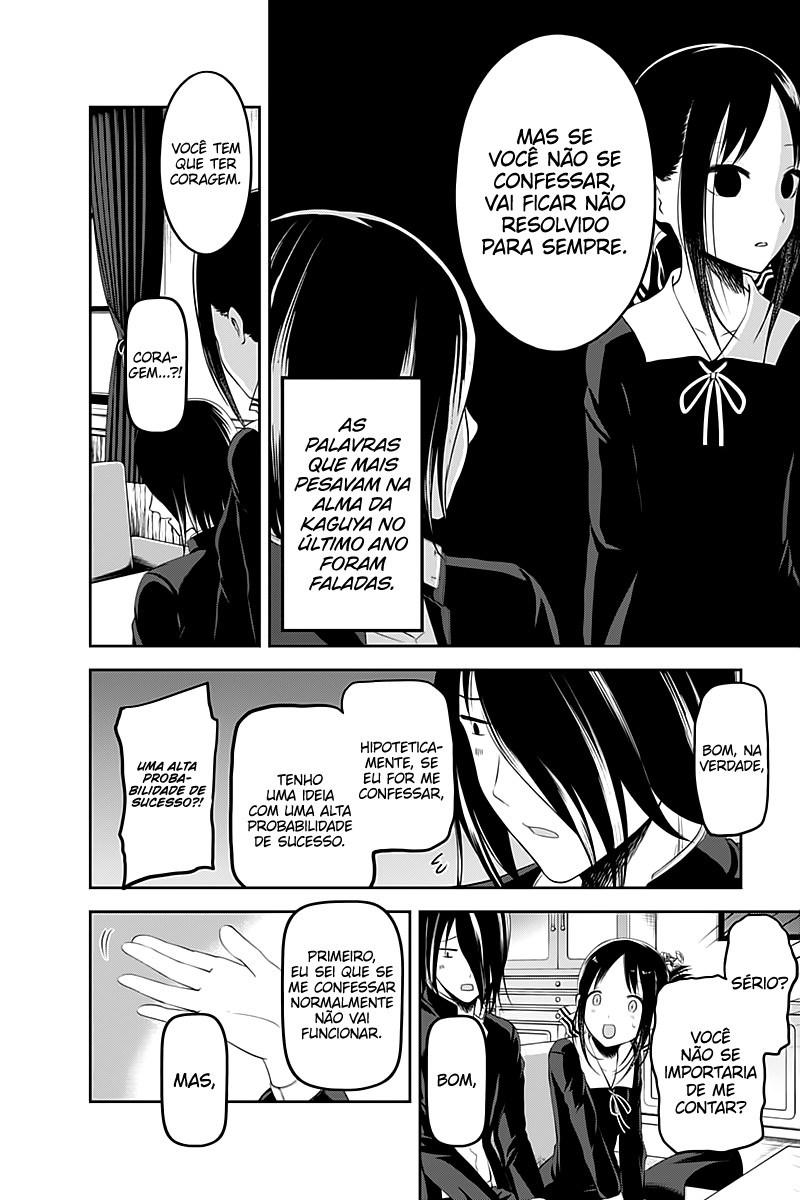 MAS SE
VOCÊ NÃO SE
CONFESSAR,
VAI FICAR NÃO
RESOLVIDO
PARA SEMPRE.
AS
PALAVRAS
QUE MAIS
PESAVAM NA
ALMA DA
KAGUYA NO
ÚLTIMO ANO
FORAM
FALADAS.
VOCÊ TEM
QUE TER
CORAGEM.
CORA-
GEM...?!
BOM, NA
VERDADE,
HIPOTETICA-
MENTE, SE
EU FOR ME
CONFESSAR,
TENHO
UMA IDEIA
COM UMA ALTA
PROBABILIDADE
DE SUCESSO.
UMA ALTA
PROBA-
BILIDADE DE
SUCESSO?!
SÉRIO?
VOCÊ
NÃO SE
IMPORTARIA
DE ME
CONTAR?
BOM,
PRIMEIRO,
EU SEI QUE SE
ME CONFESSAR
NORMALMENTE
NÃO VAI
FUNCIONAR.
MAS,